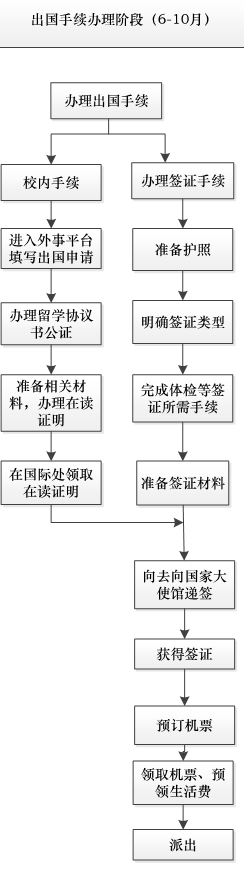 出国手续办理阶段（6-10月）
办理出国手续
校内手续
办理签证手续
进入外事平台
填写出国申请
准备护照
办理留学协议
书公证
明确签证类型
准备相关材
料，办理在读
证明
完成体检等签
证所需手续
在国际处领取
在读证明
准备签证材料
向去向国家大
使馆递签
获得签证
预订机票
领取机票、预
领生活费
派出